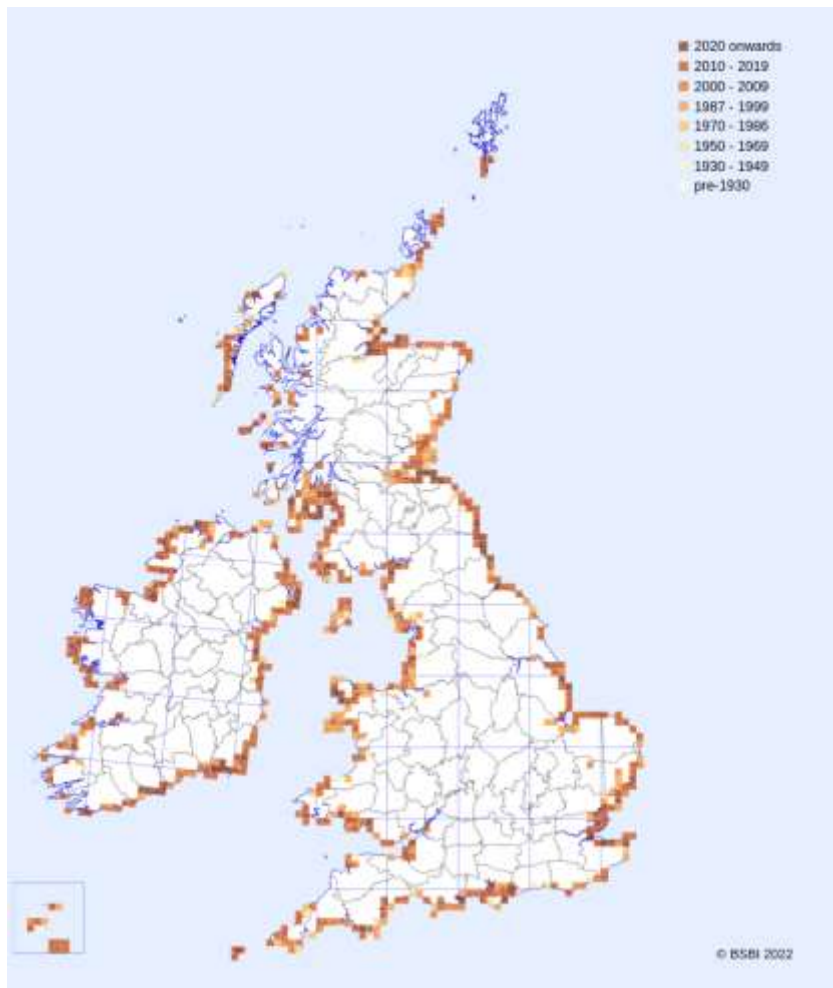 2020 onwards
2010 - 2019
2000 - 2009
1987 - 1999
1970 - 1986
1950 - 1969
1930 - 1949
pre-1930
© BSBI 2022